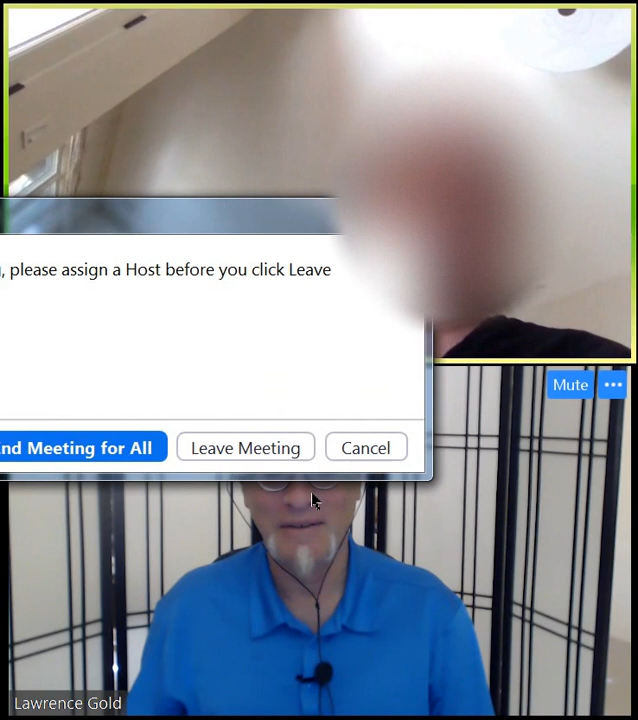 , please assign a Host before you click Leave
Mute
nd Meeting for All
Leave Meeting
Cancel
Lawrence Gold